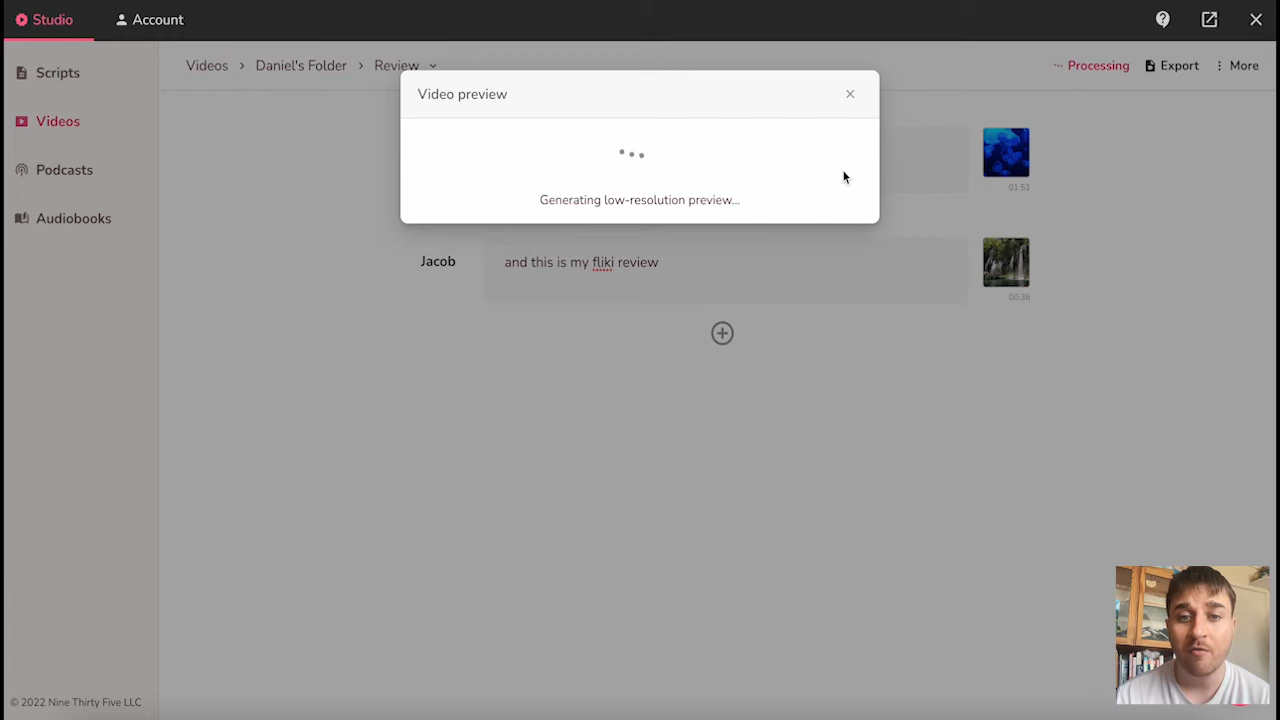 Studio
Account
Scripts
Videos
Podcasts
Audiobooks
Videos > Daniel's Folder > Review
Processing
Export
More
Video preview
Generating low-resolution preview...
01:51
Jacob
and this is my fliki review
00:36
© 2022 Nine Thirty Five LLC